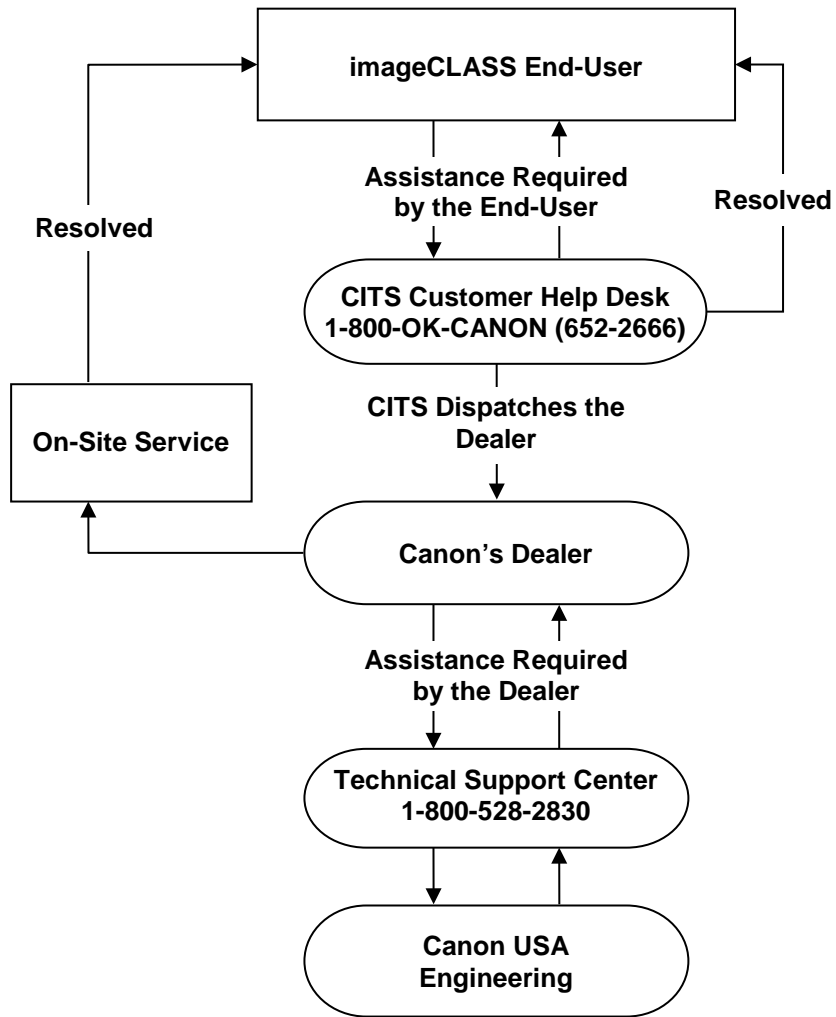 imageCLASS End-User
Assistance Required
by the End-User
Resolved
Resolved
CITS Customer Help Desk
1-800-OK-CANON (652-2666)
CITS Dispatches the
Dealer
On-Site Service
Canon’s Dealer
Assistance Required
by the Dealer
Technical Support Center
1-800-528-2830
Canon USA
Engineering